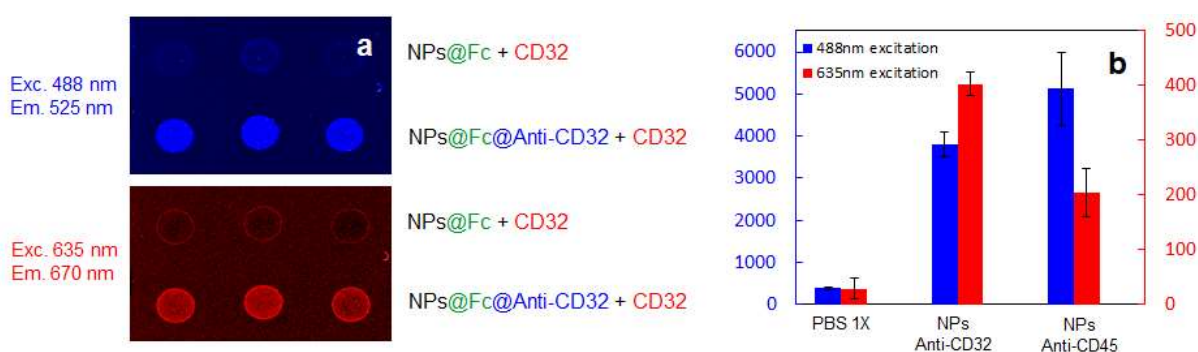 a
Exc. 488 nm
Em. 525 nm
NPs@Fc + CD32
NPs@Fc@Anti-CD32 + CD32
Exc. 635 nm
Em. 670 nm
NPs@Fc + CD32
NPs@Fc@Anti-CD32 + CD32
b
488nm excitation
635nm excitation
6000
5000
4000
3000
2000
1000
0
500
400
300
200
100
0
PBS 1X
NPs
Anti-CD32
NPs
Anti-CD45